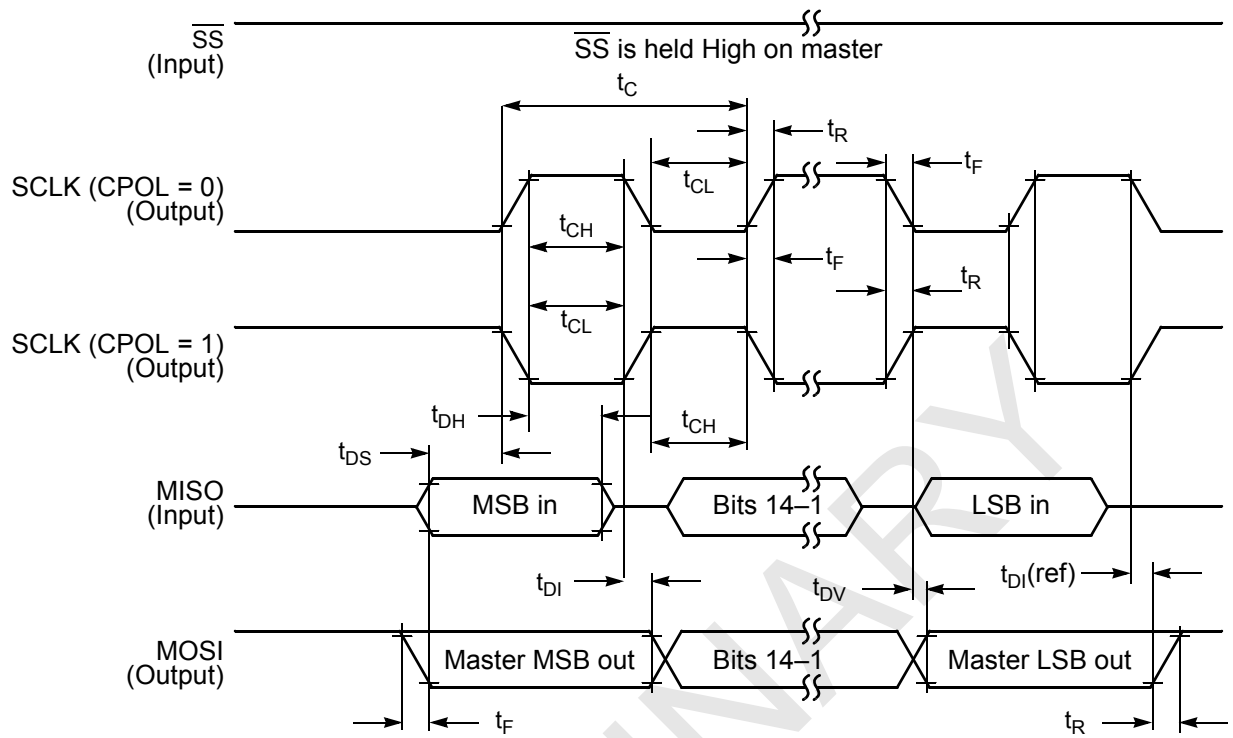 SS
(Input)
SS is held High on master
tC
tR
tF
SCLK (CPOL = 0)
(Output)
tCL
tCH
tF
tR
tCL
SCLK (CPOL = 1)
(Output)
tDH
tCH
tDS
MISO
(Input)
MSB in
Bits 14–1
LSB in
tDI
tDV
tDI(ref)
MOSI
(Output)
Master MSB out
Bits 14–1
Master LSB out
tF
tR
NARY